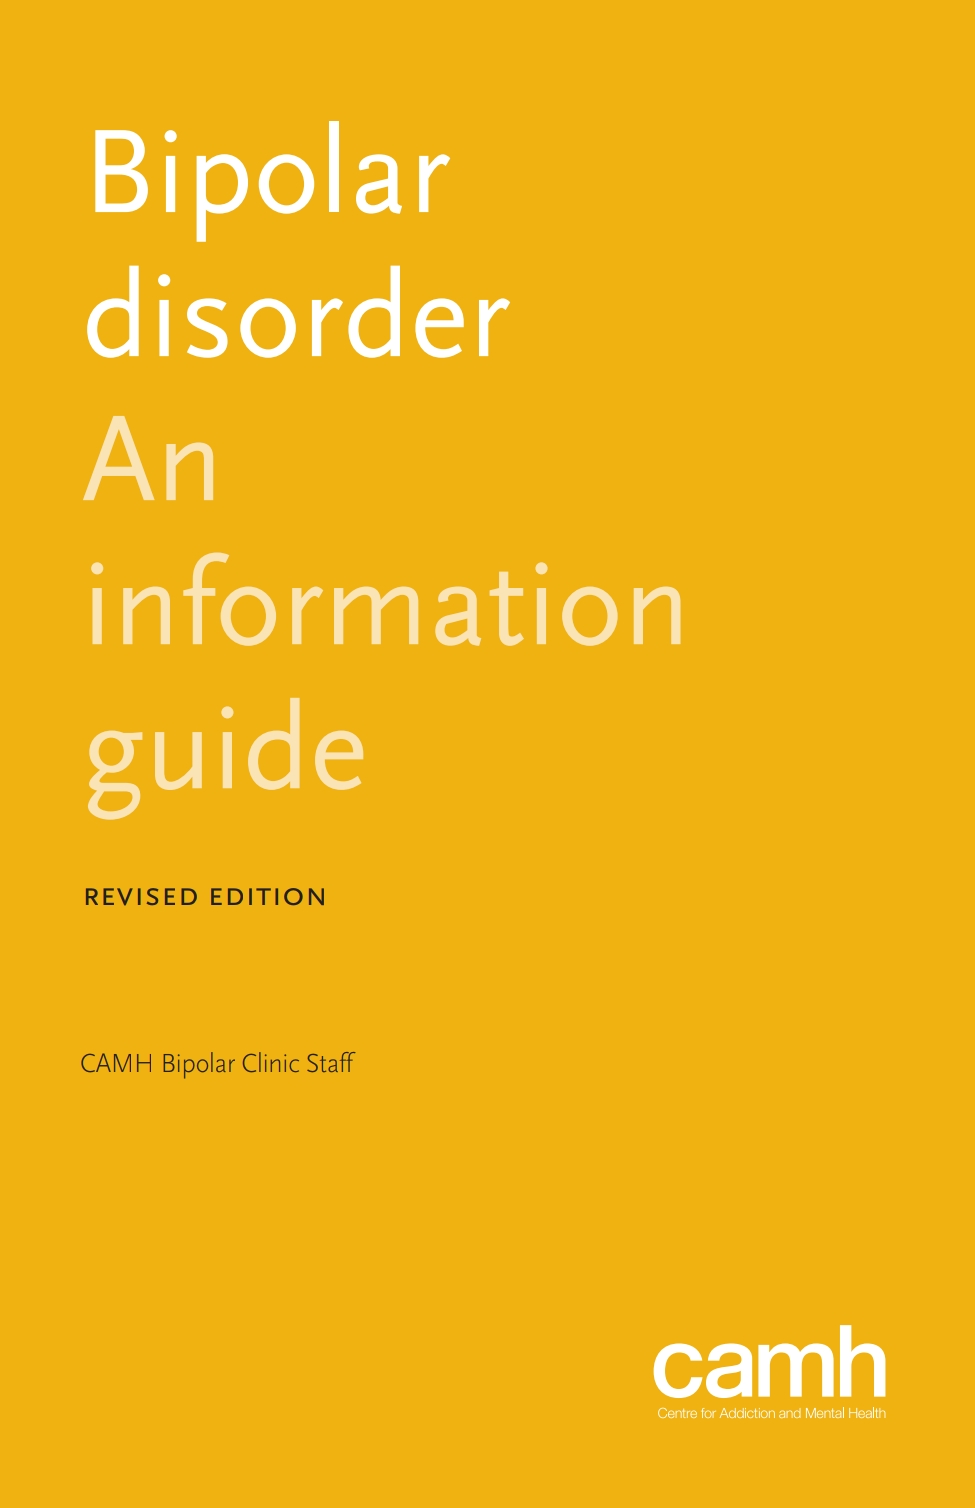 Bipolar
disorder
An
information
guide
REVISED EDITION
CAMH Bipolar Clinic Staff
camh
Centre for Addiction and Mental Health